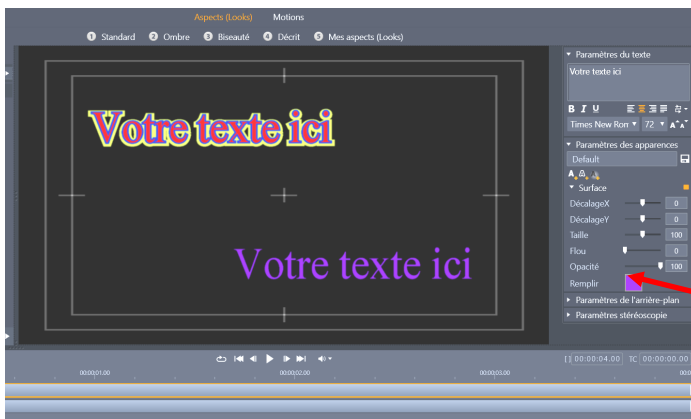 Aspects (Looks) Motions
1 Standard 2 Ombre 3 Biseauté 4 Décrit 5 Mes aspects (Looks)
Paramètres du texte
Votre texte ici
B I U
Times New Ron 72 A A
Paramètres des apparences
Default
Surface
DécalageX 0
DécalageY 0
Taille 100
Flou 0
Opacité 100
Remplir
Paramètres de l'arrière-plan
Paramètres stéréoscopie
Votre texte ici
Votre texte ici
[] 00:00:04.00 TC 00:00:00.00
00:00:01.00 00:00:02.00 00:00:03.00